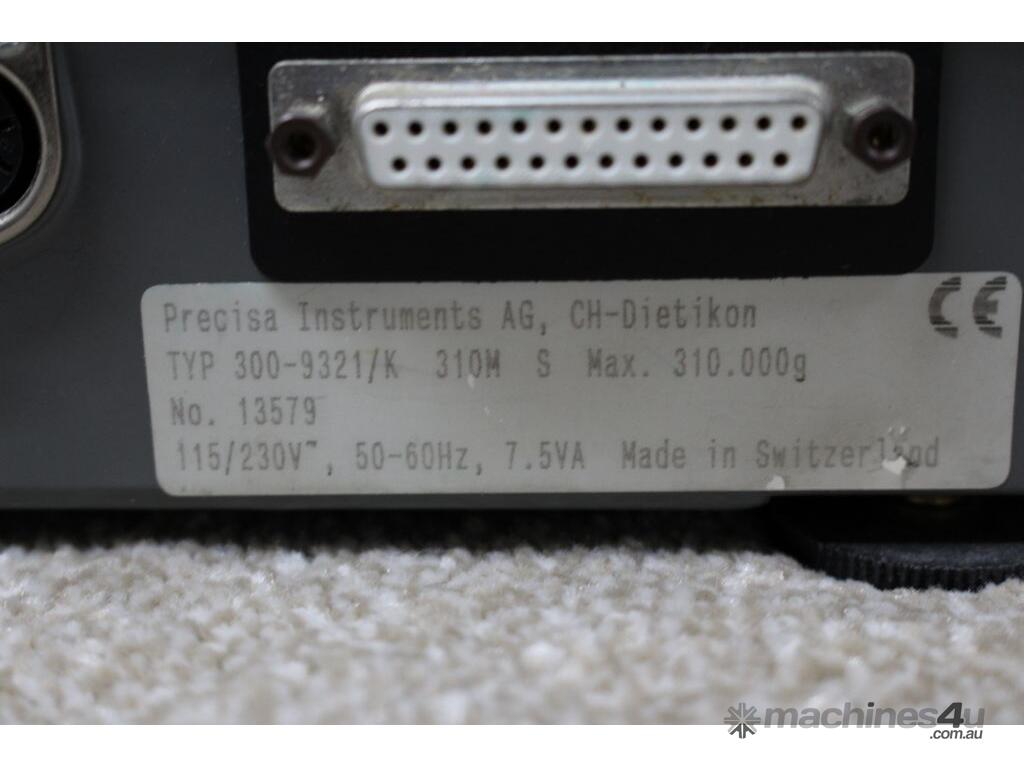 Precisa Instruments AG, CH-Dietikon
CE
TYP 300-9321/K 310M S Max. 310.000g
No. 13579
115/230V~, 50-60Hz, 7.5VA Made in Switzerland
machines4u
.com.au